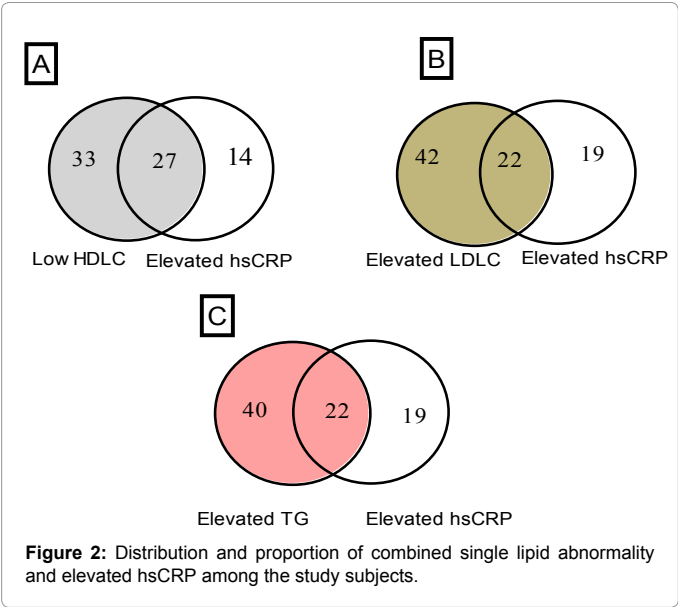 A
33 27 14
Low HDLC Elevated hsCRP
B
42 22 19
Elevated LDLC Elevated hsCRP
C
40 22 19
Elevated TG Elevated hsCRP
Figure 2: Distribution and proportion of combined single lipid abnormality
and elevated hsCRP among the study subjects.